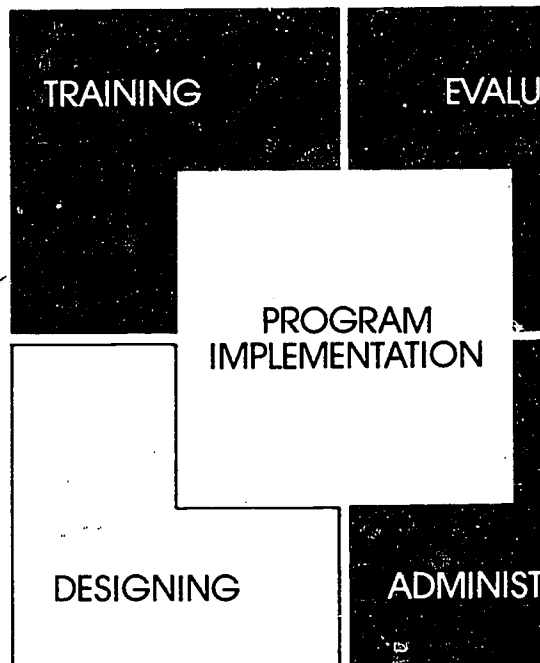 TRAINING
EVALU
PROGRAM
IMPLEMENTATION
DESIGNING
ADMINIST